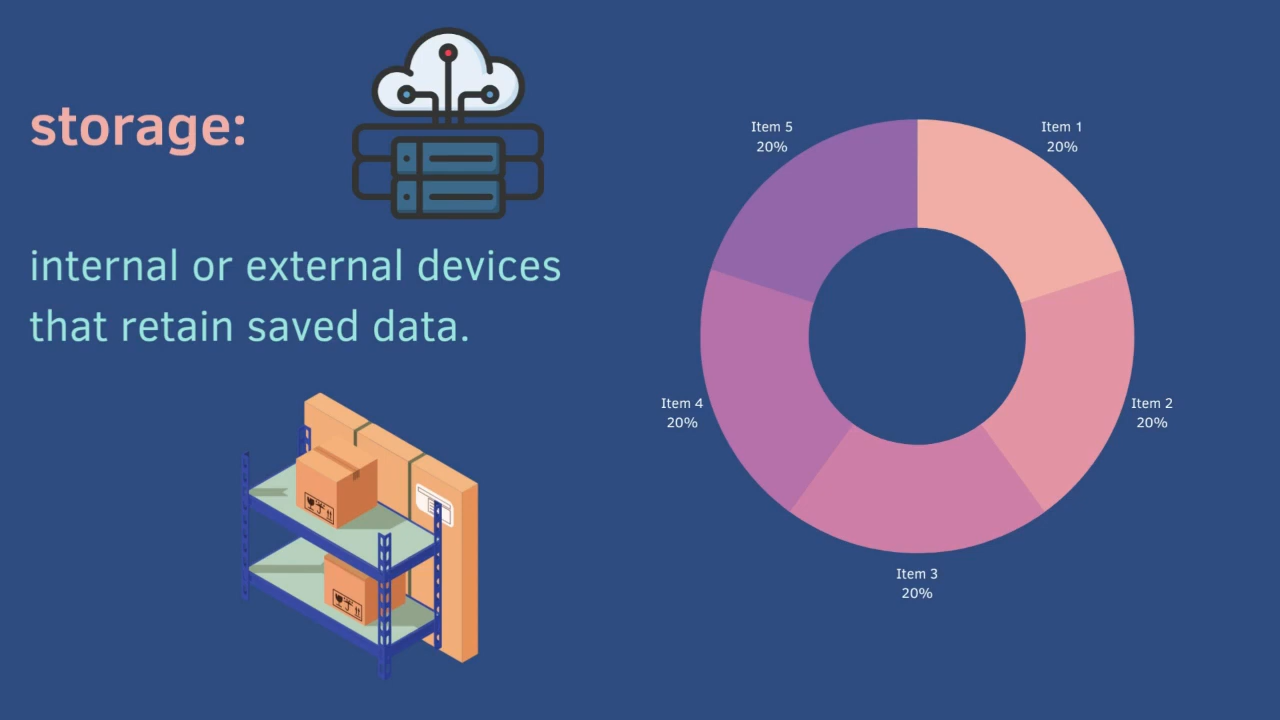 storage:
internal or external devices
that retain saved data.
Item 5
20%
Item 1
20%
Item 4
20%
Item 2
20%
Item 3
20%